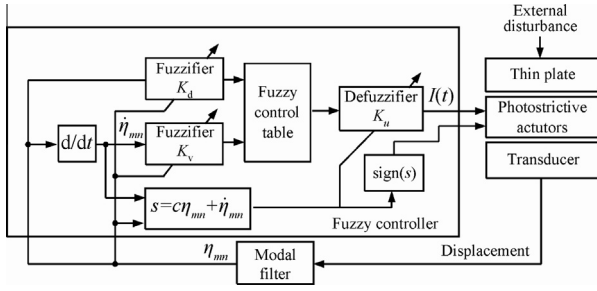 External
disturbance
Thin plate
Photostrictive
actutors
Transducer
Fuzzifier
K_d
Fuzzy
control
table
Defuzzifier
K_u
I(t)
η̇_mn
d/dt
Fuzzifier
K_v
sign(s)
s=cη_mn+η̇_mn
Fuzzy controller
η_mn
Modal
filter
Displacement